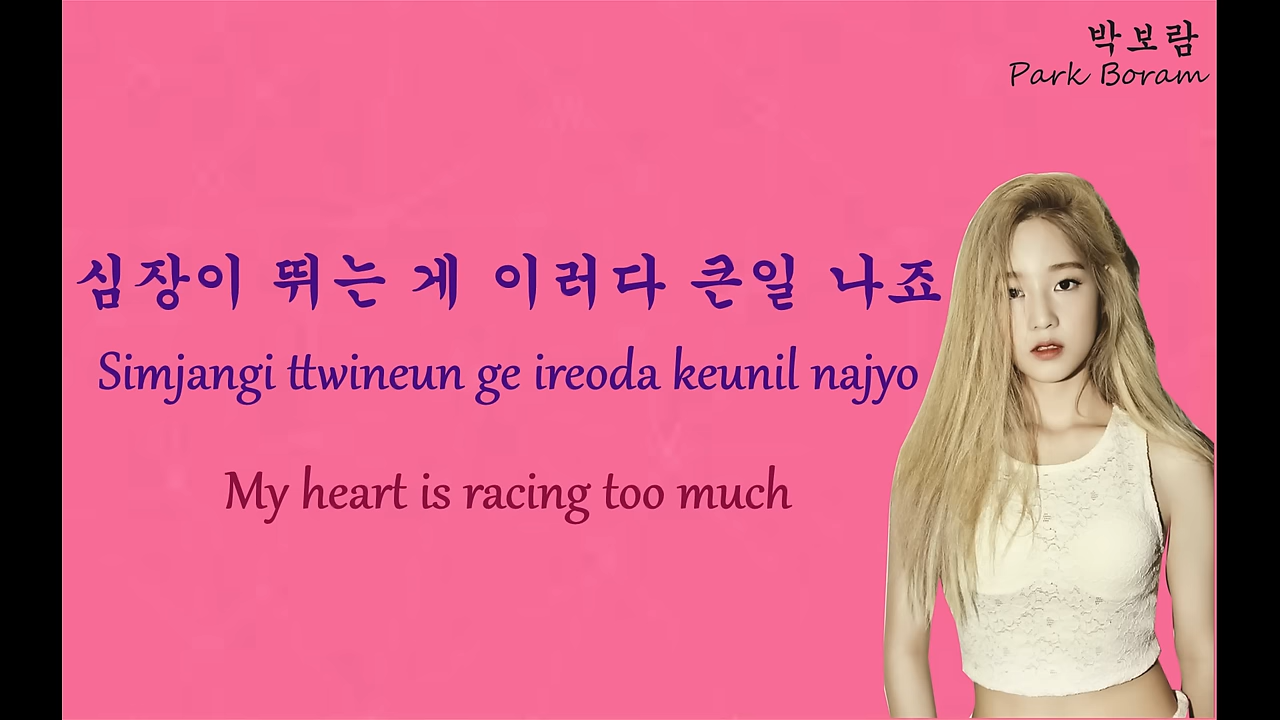 박보람
Park Boram
심장이 뛰는 게 이러다 큰일 나죠
Simjangi ttwineun ge ireoda keunil najyo
My heart is racing too much